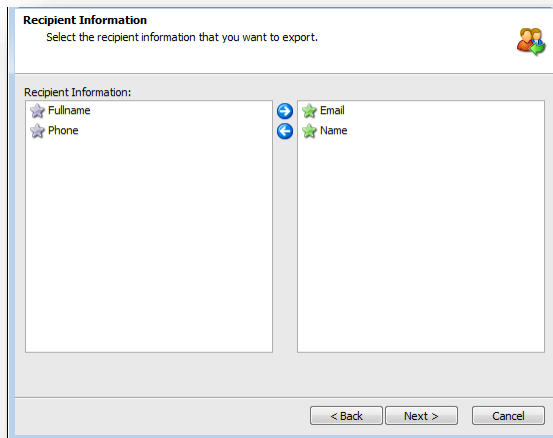 Recipient Information
Select the recipient information that you want to export.
Recipient Information:
Fullname
Phone
Email
Name
< Back
Next >
Cancel